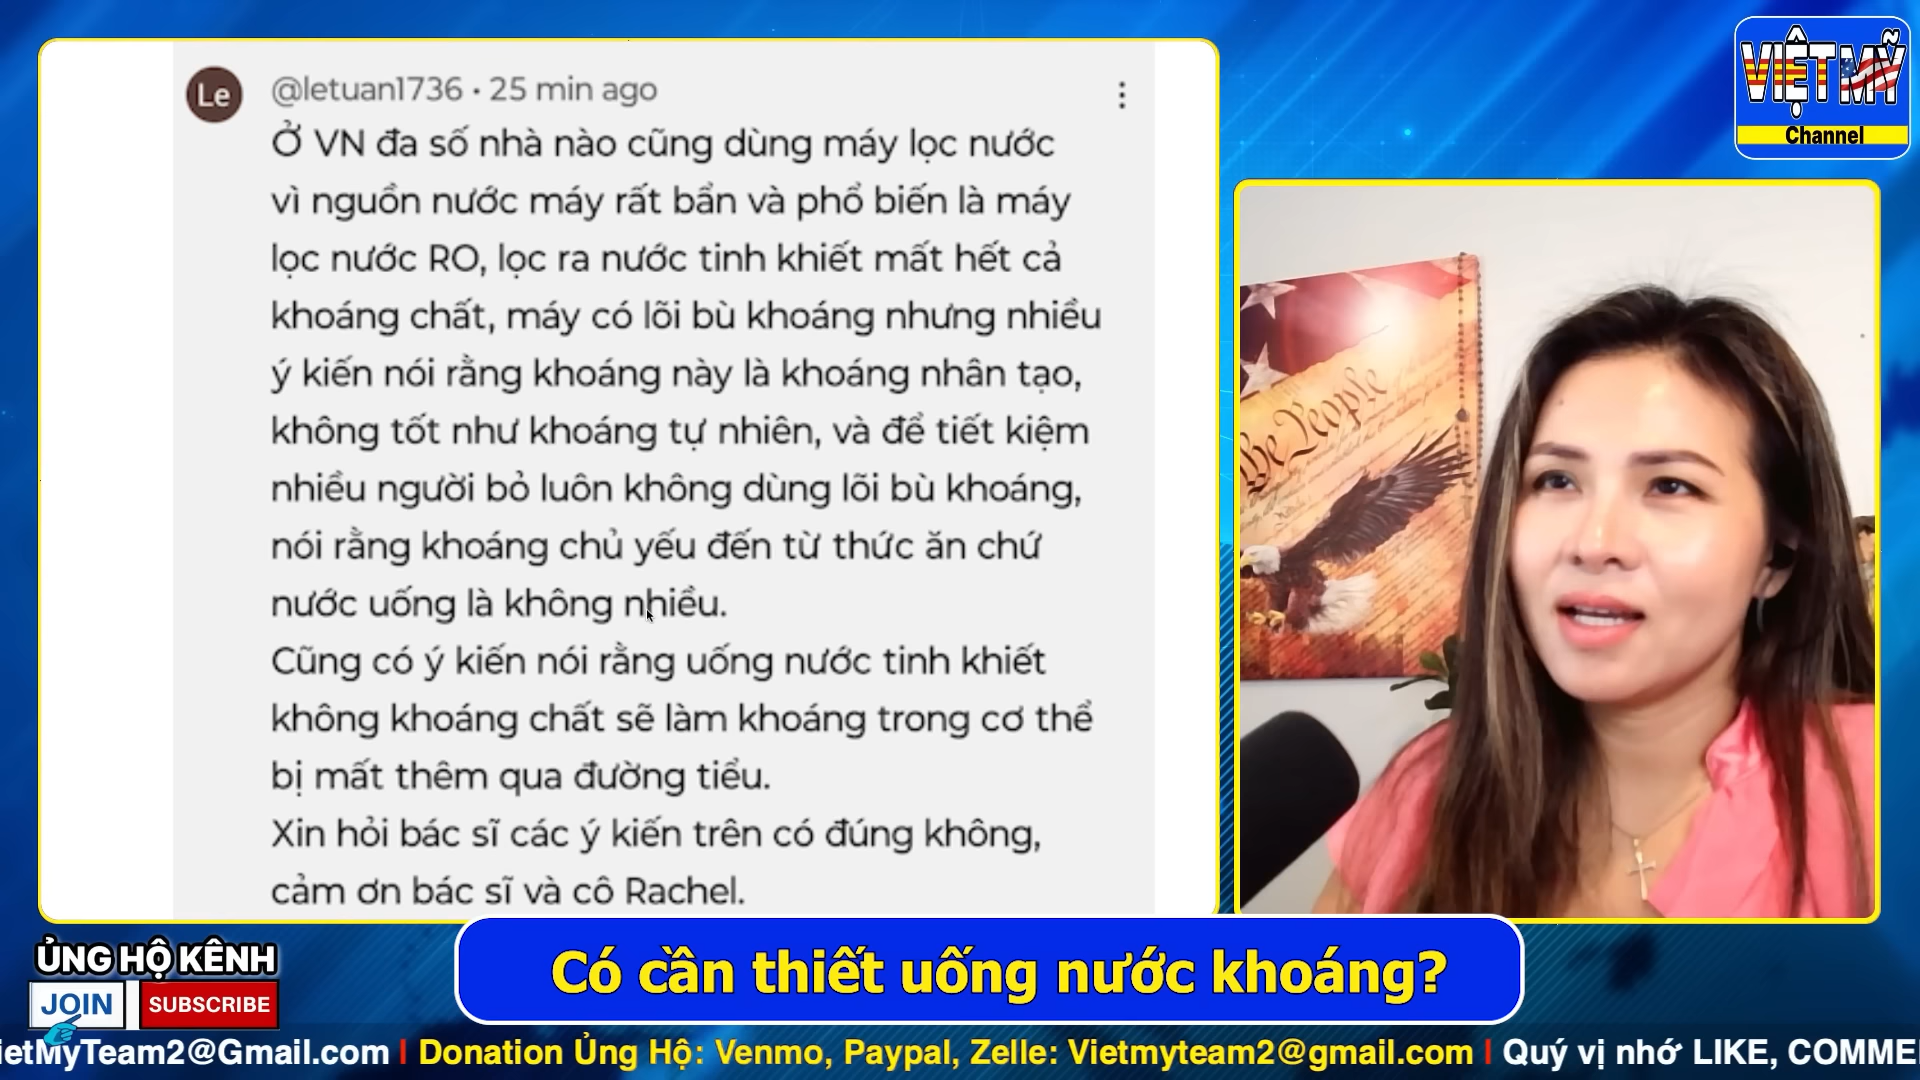 Le
@letuan1736 • 25 min ago
Ở VN đa số nhà nào cũng dùng máy lọc nước
vì nguồn nước máy rất bẩn và phổ biến là máy
lọc nước RO, lọc ra nước tinh khiết mất hết cả
khoáng chất, máy có lõi bù khoáng nhưng nhiều
ý kiến nói rằng khoáng này là khoáng nhân tạo,
không tốt như khoáng tự nhiên, và để tiết kiệm
nhiều người bỏ luôn không dùng lõi bù khoáng,
nói rằng khoáng chủ yếu đến từ thức ăn chứ
nước uống là không nhiều.
Cũng có ý kiến nói rằng uống nước tinh khiết
không khoáng chất sẽ làm khoáng trong cơ thể
bị mất thêm qua đường tiểu.
Xin hỏi bác sĩ các ý kiến trên có đúng không,
cảm ơn bác sĩ và cô Rachel.
VIỆT MỸ
Channel
We People
ỦNG HỘ KÊNH
JOIN SUBSCRIBE
Có cần thiết uống nước khoáng?
ietMyTeam2@Gmail.com | Donation Ủng Hộ: Venmo, Paypal, Zelle: Vietmyteam2@gmail.com | Quý vị nhớ LIKE, COMME